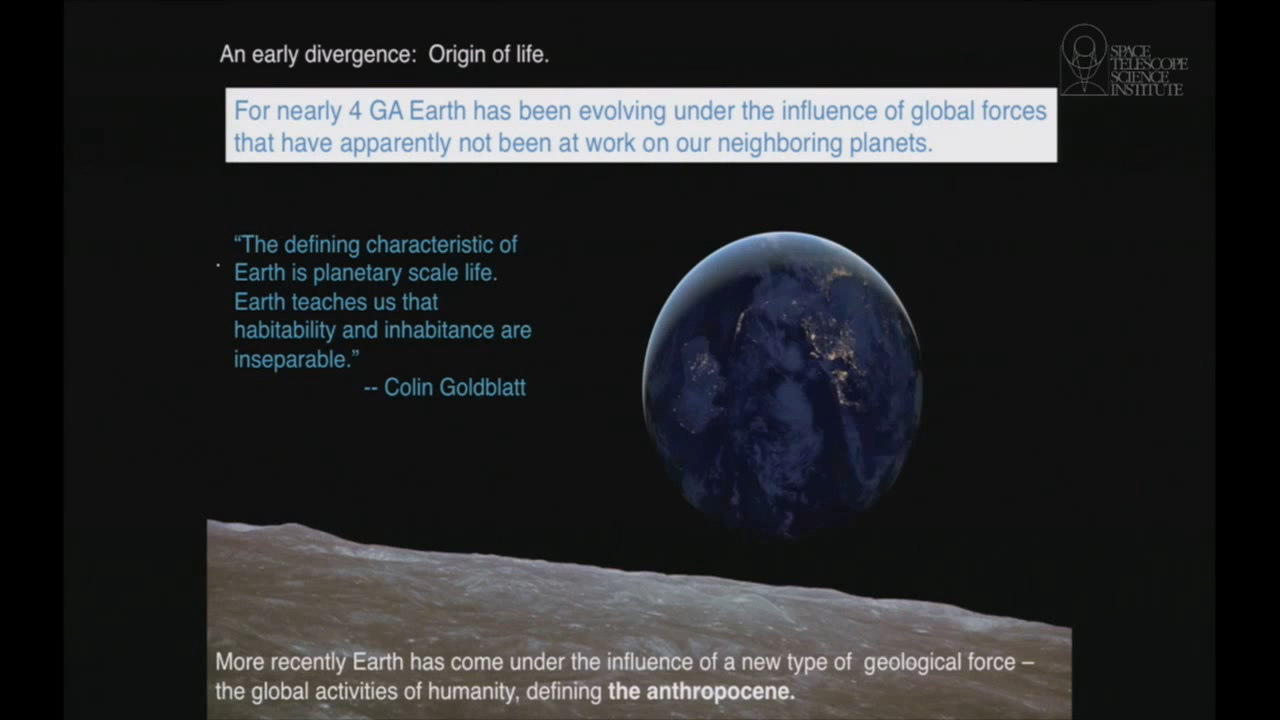 An early divergence: Origin of life.
SPACE
TELESCOPE
SCIENCE
INSTITUTE
For nearly 4 GA Earth has been evolving under the influence of global forces
that have apparently not been at work on our neighboring planets.
“The defining characteristic of
Earth is planetary scale life.
Earth teaches us that
habitability and inhabitance are
inseparable.”
-- Colin Goldblatt
More recently Earth has come under the influence of a new type of geological force –
the global activities of humanity, defining the anthropocene.